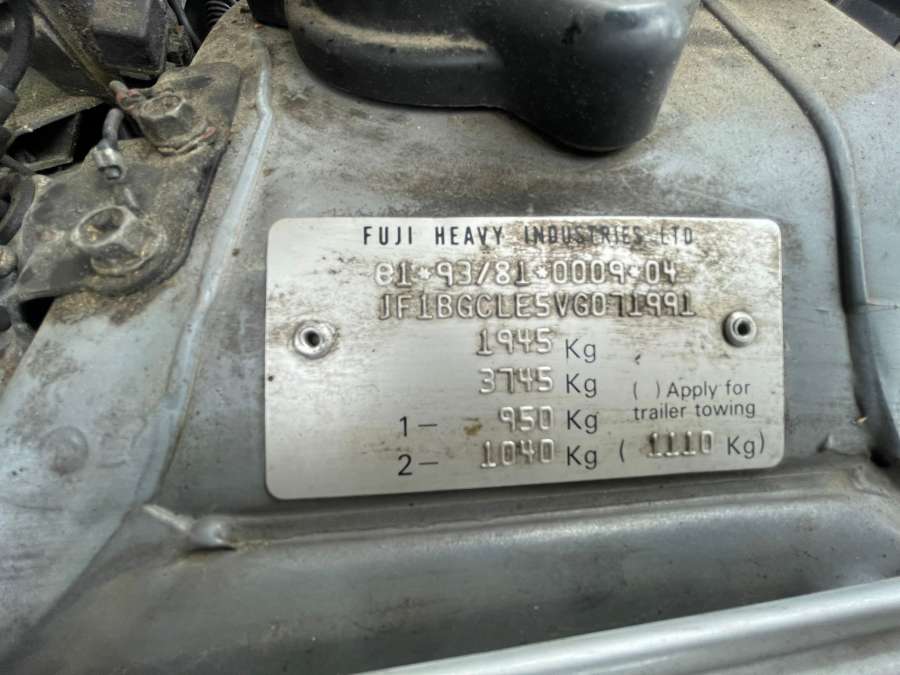 FUJI HEAVY INDUSTRIES LTD
e1*93/81*0009*04
JF1BGCLE5VG071991
1945 Kg
3745 Kg ( ) Apply for
1- 950 Kg trailer towing
2- 1040 Kg ( 1110 Kg)